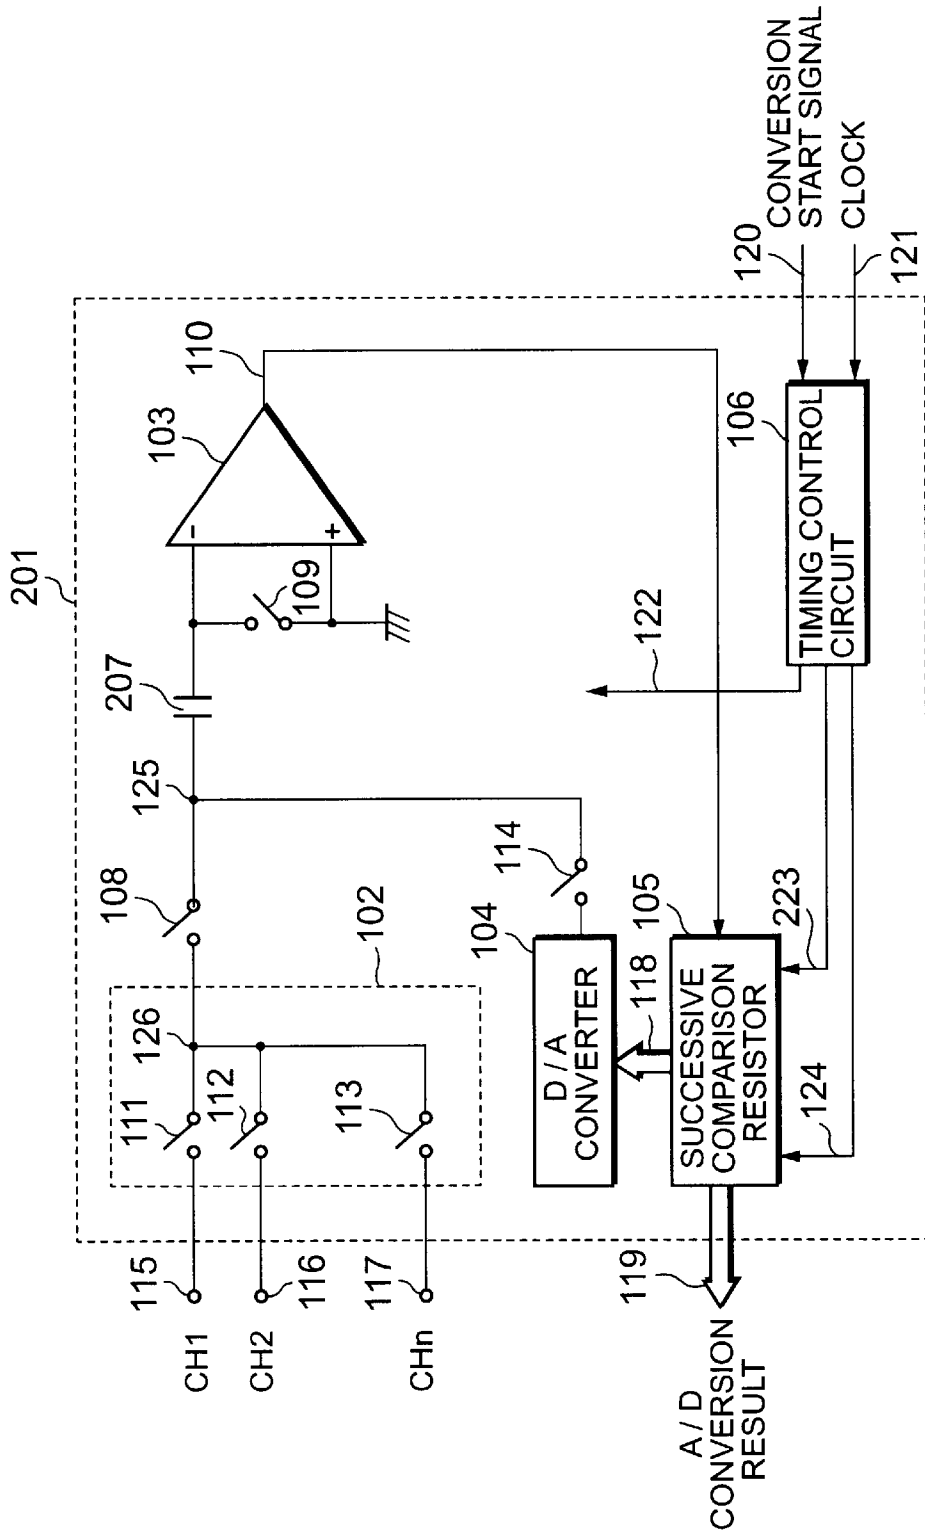 201
CH1
115
111
126
108
125
207
103
110
-
+
109
CH2
116
112
102
CHn
117
113
114
104
D/A
CONVERTER
118
105
SUCCESSIVE
COMPARISON
RESISTOR
119
A/D
CONVERSION
RESULT
124
223
122
106
TIMING CONTROL
CIRCUIT
120
CONVERSION
START SIGNAL
CLOCK
121